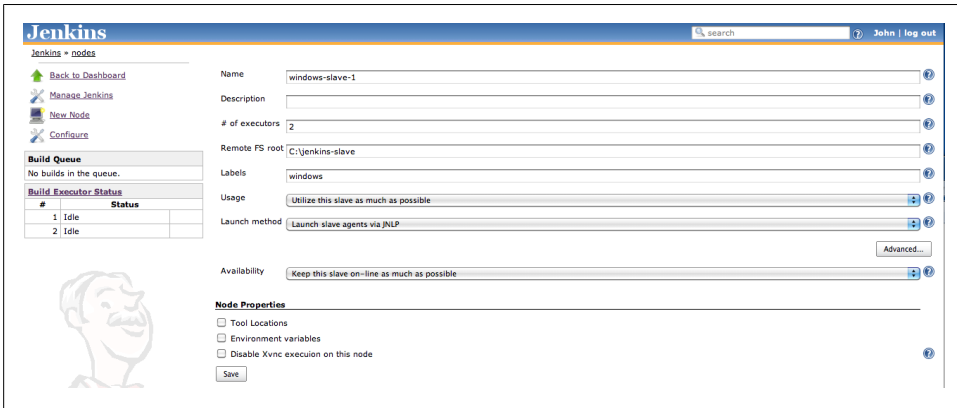 Jenkins
search
John | log out
Jenkins » nodes
Back to Dashboard
Manage Jenkins
New Node
Configure
Build Queue
No builds in the queue.
Build Executor Status
# Status
1 Idle
2 Idle
Name windows-slave-1
Description
# of executors 2
Remote FS root C:\jenkins-slave
Labels windows
Usage Utilize this slave as much as possible
Launch method Launch slave agents via JNLP
Advanced...
Availability Keep this slave on-line as much as possible
Node Properties
Tool Locations
Environment variables
Disable Xvnc execuion on this node
Save